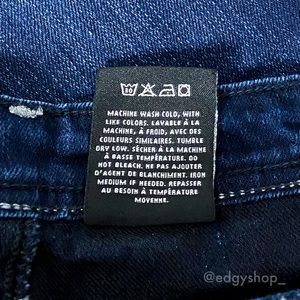 MACHINE WASH COLD, WITH
LIKE COLORS. LAVABLE À LA
MACHINE, À FROID, AVEC DES
COULEURS SIMILAIRES. TUMBLE
DRY LOW. SÈCHER À LA MACHINE
À BASSE TEMPÉRATURE. DO
NOT BLEACH. NE PAS AJOUTER
D'AGENT DE BLANCHIMENT. IRON
MEDIUM IF NEEDED. REPASSER
AU BESOIN À TEMPÉRATURE
MOYENNE.
@edgyshop_